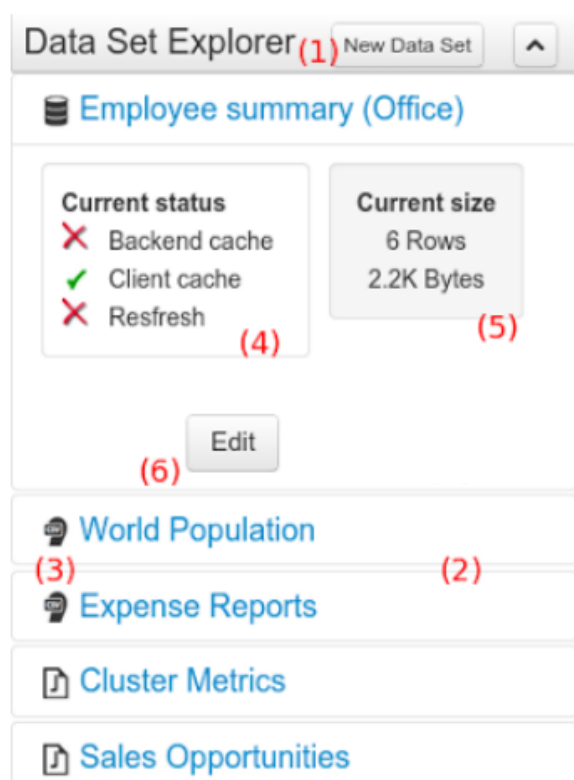 Data Set Explorer (1) New Data Set
Employee summary (Office)
Current status
Backend cache
Client cache
Resfresh
(4)
Current size
6 Rows
2.2K Bytes
(5)
Edit
(6)
World Population
(3) (2)
Expense Reports
Cluster Metrics
Sales Opportunities